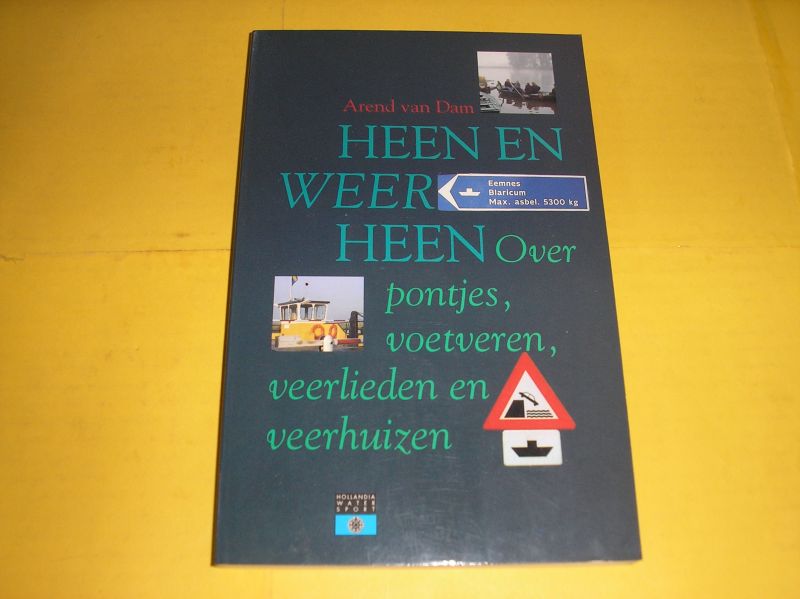 Arend van Dam
HEEN EN
WEER
Eemnes
Blaricum
Max. asbel. 5300 kg
HEEN Over
pontjes,
voetveren,
veerlieden en
veerhuizen
HOLLANDIA
WATER
SPORT